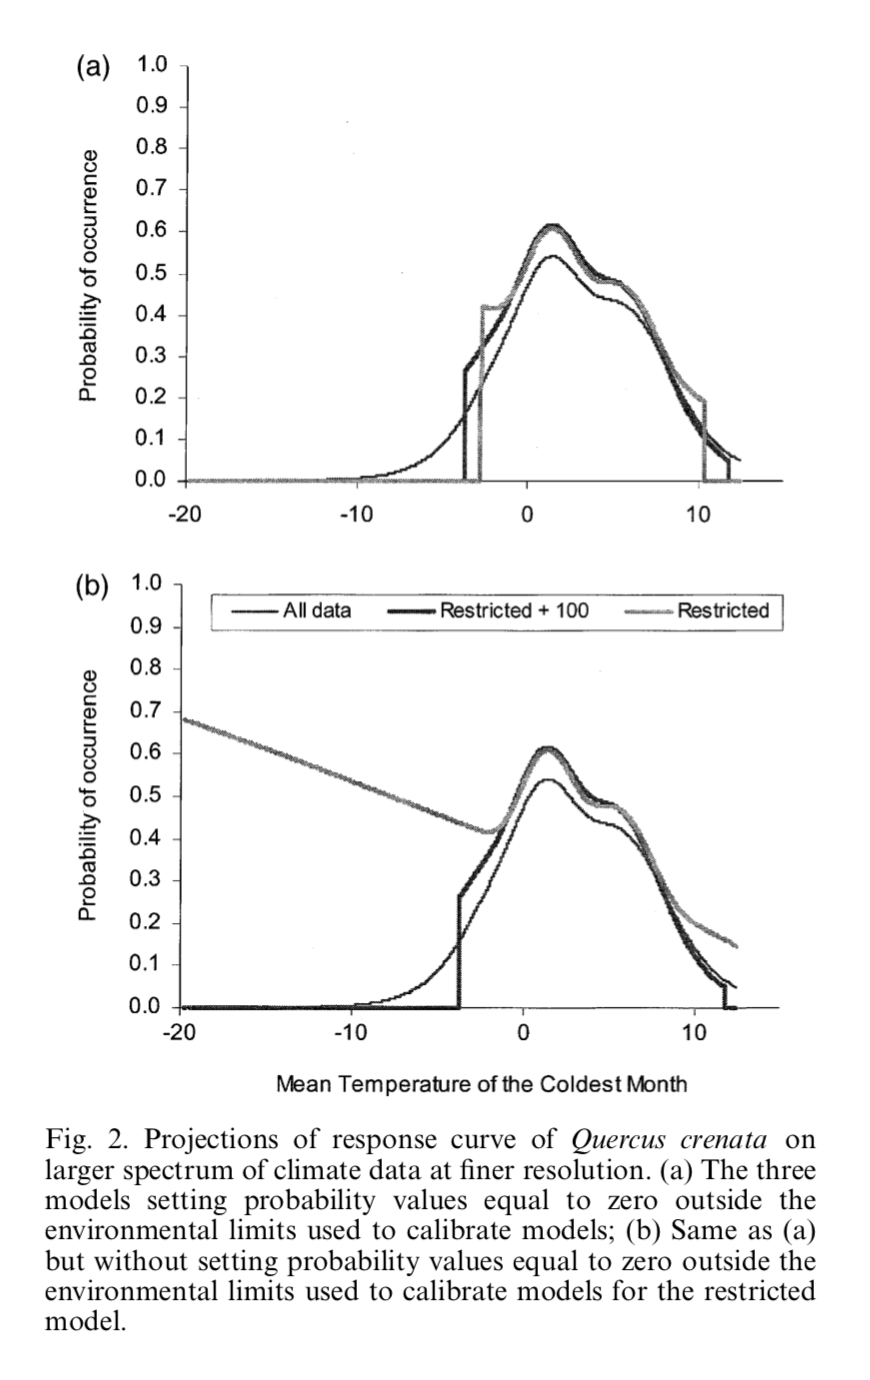 (a)
1.0
0.9
0.8
0.7
0.6
0.5
0.4
0.3
0.2
0.1
0.0
Probability of occurrence
-20 -10 0 10
(b)
1.0
0.9
0.8
0.7
0.6
0.5
0.4
0.3
0.2
0.1
0.0
Probability of occurrence
All data Restricted + 100 Restricted
-20 -10 0 10
Mean Temperature of the Coldest Month
Fig. 2. Projections of response curve of Quercus crenata on
larger spectrum of climate data at finer resolution. (a) The three
models setting probability values equal to zero outside the
environmental limits used to calibrate models; (b) Same as (a)
but without setting probability values equal to zero outside the
environmental limits used to calibrate models for the restricted
model.